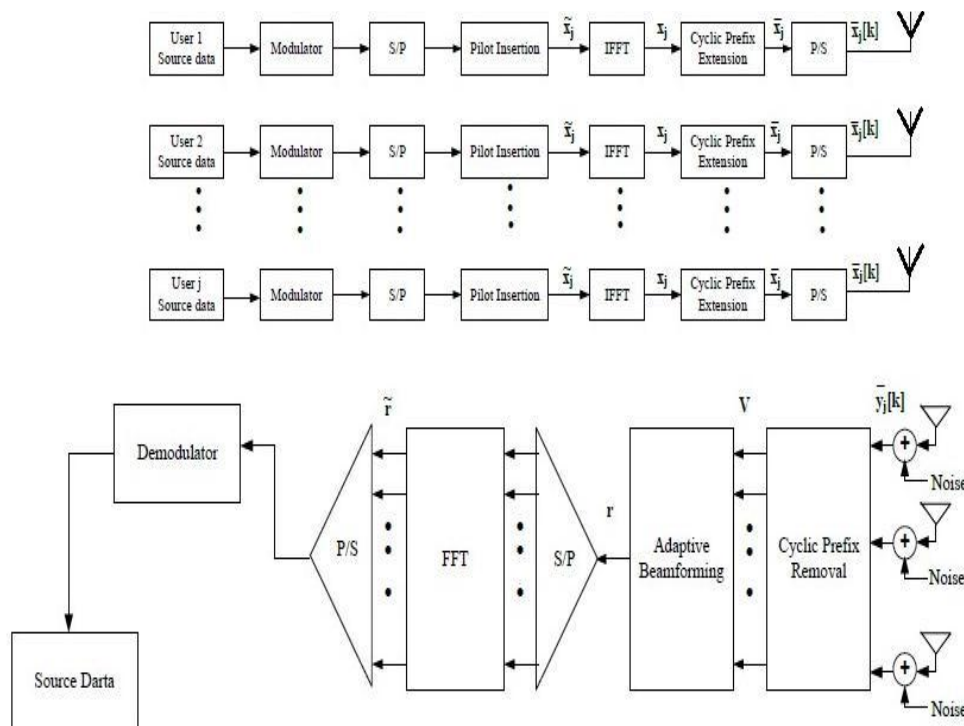 x̃j xj x̄j x̄j[k]
User 1 Source data Modulator S/P Pilot Insertion IFFT Cyclic Prefix Extension P/S
x̃j xj x̄j x̄j[k]
User 2 Source data Modulator S/P Pilot Insertion IFFT Cyclic Prefix Extension P/S
x̃j xj x̄j x̄j[k]
User j Source data Modulator S/P Pilot Insertion IFFT Cyclic Prefix Extension P/S
r̃ V ȳj[k]
Demodulator
+
Noise
r
P/S FFT S/P Adaptive Beamforming Cyclic Prefix Removal
+
Noise
Source Darta
+
Noise